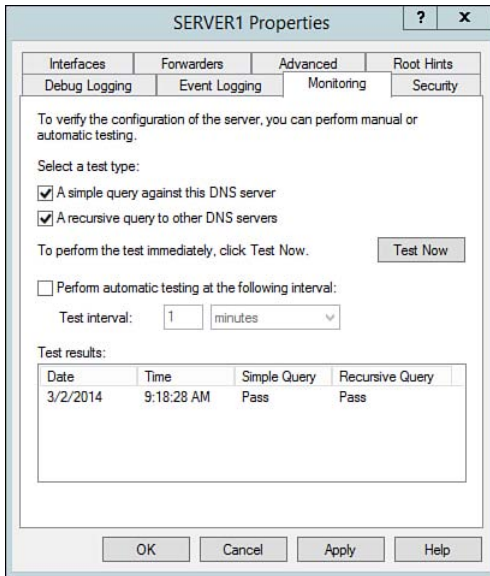 SERVER1 Properties
? x
Interfaces Forwarders Advanced Root Hints
Debug Logging Event Logging Monitoring Security
To verify the configuration of the server, you can perform manual or
automatic testing.
Select a test type:
A simple query against this DNS server
A recursive query to other DNS servers
To perform the test immediately, click Test Now. Test Now
Perform automatic testing at the following interval:
Test interval: 1 minutes
Test results:
Date Time Simple Query Recursive Query
3/2/2014 9:18:28 AM Pass Pass
OK Cancel Apply Help